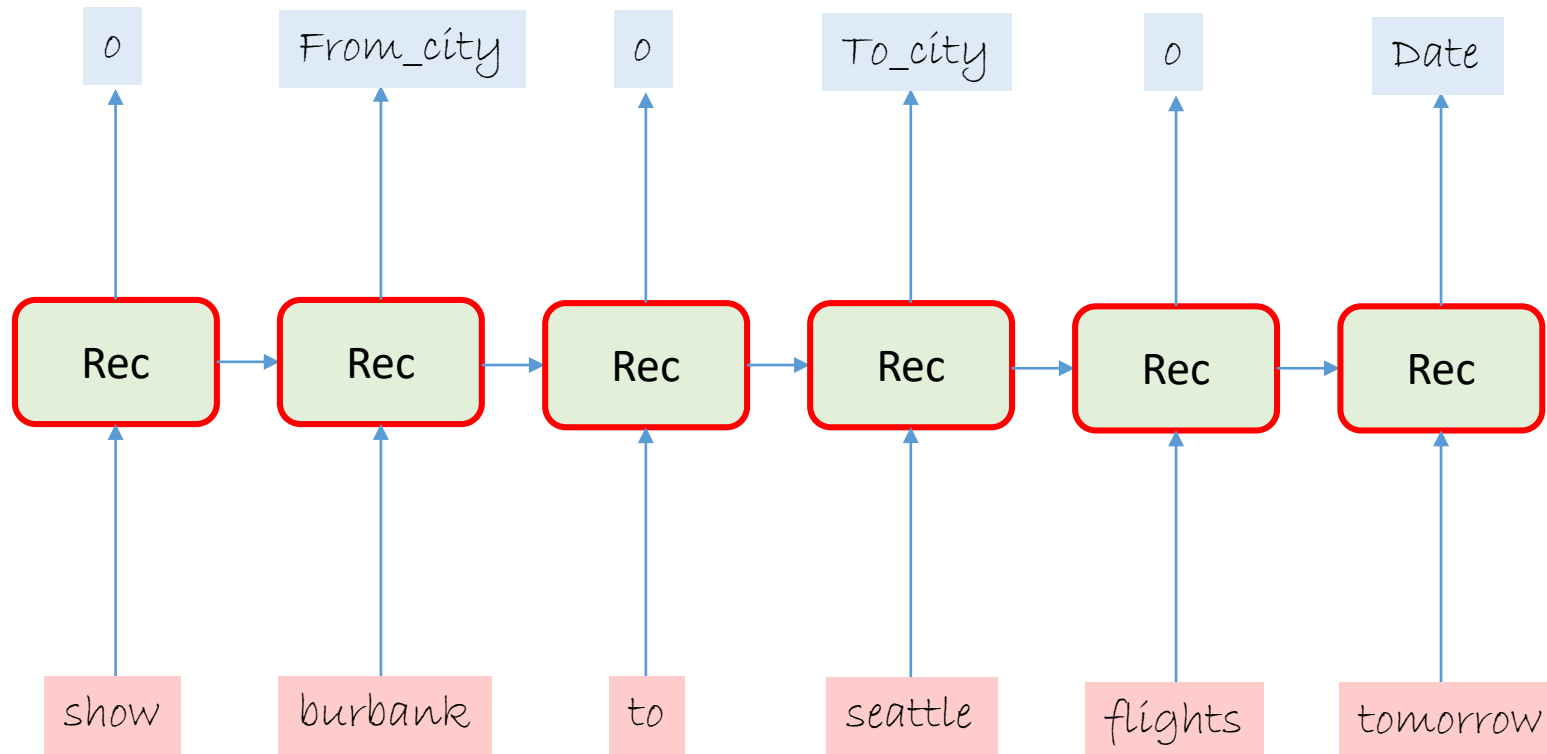 o From_city o To_city o Date
Rec Rec Rec Rec Rec Rec
show burbank to seattle flights tomorrow